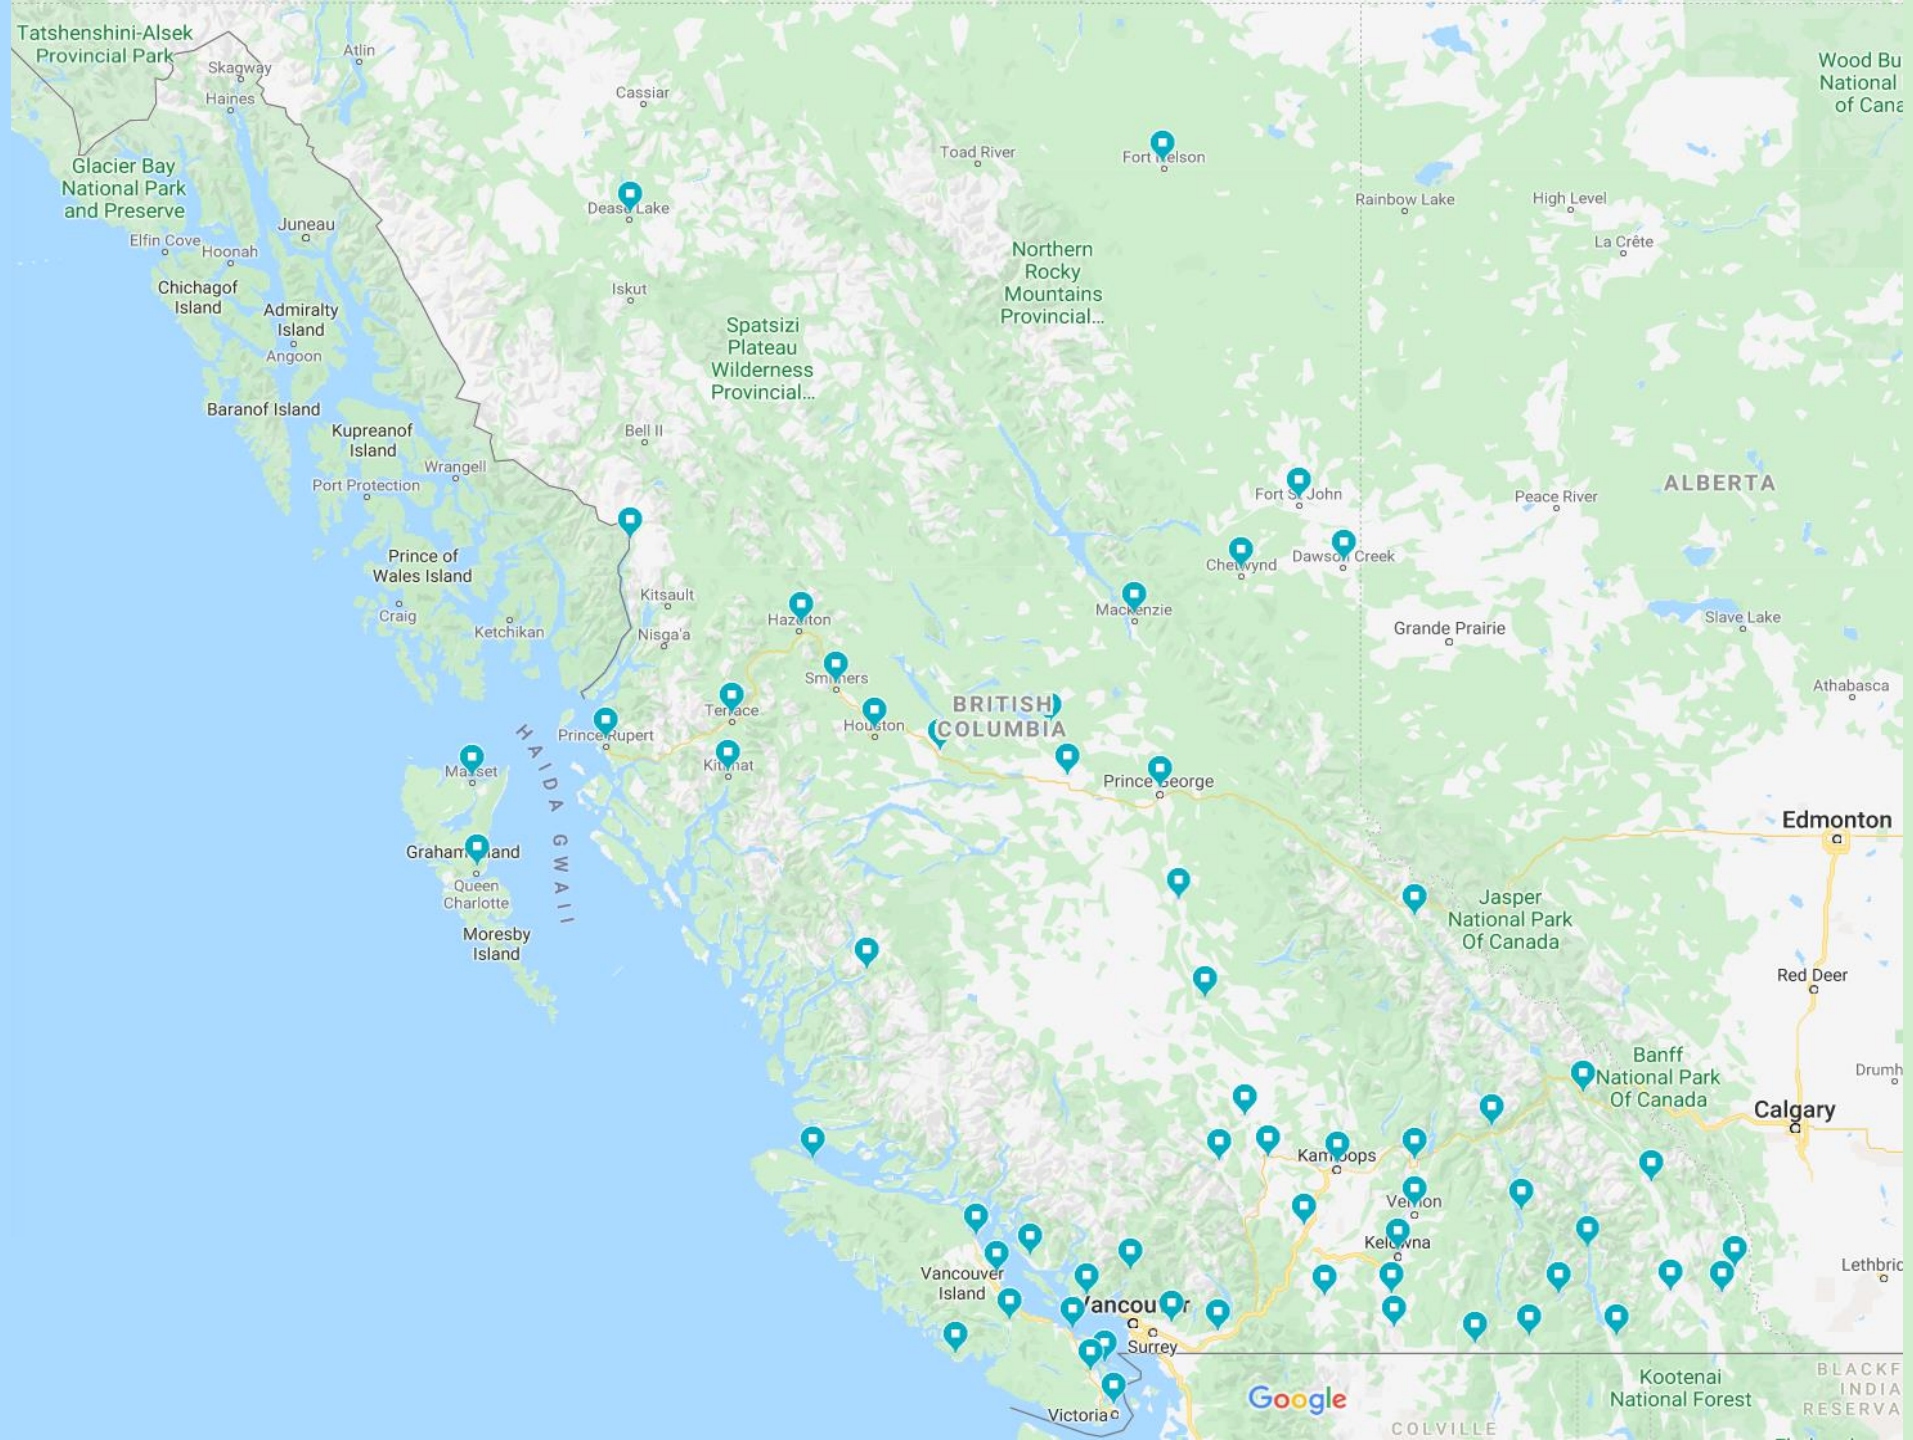 Tatshenshini-Alsek
Provincial Park
Skagway
Haines
Atlin
Cassiar
Toad River
Fort Nelson
Wood Bu
National
of Cana
Glacier Bay
National Park
and Preserve
Juneau
Dease Lake
Rainbow Lake
High Level
Elfin Cove
Hoonah
La Crête
Chichagof
Island
Admiralty
Island
Angoon
Iskut
Northern
Rocky
Mountains
Provincial...
Spatsizi
Plateau
Wilderness
Provincial...
Baranof Island
Kupreanof
Island
Bell II
Wrangell
Port Protection
Fort St John
Peace River
ALBERTA
Prince of
Wales Island
Craig
Ketchikan
Kitsault
Nisga'a
Hazelton
Chetwynd
Dawson Creek
Mackenzie
Grande Prairie
Slave Lake
Smithers
Terrace
Houston
BRITISH
COLUMBIA
Athabasca
Prince Rupert
Kitimat
Masset
HAIDA GWAII
Prince George
Edmonton
Graham Island
Queen
Charlotte
Moresby
Island
Jasper
National Park
Of Canada
Red Deer
Banff
National Park
Of Canada
Drumh
Calgary
Kamloops
Vernon
Kelowna
Vancouver
Island
Lethbric
Vancouver
Surrey
Victoria
Google
Kootenai
National Forest
BLACKF
INDIA
RESERVA
COLVILLE